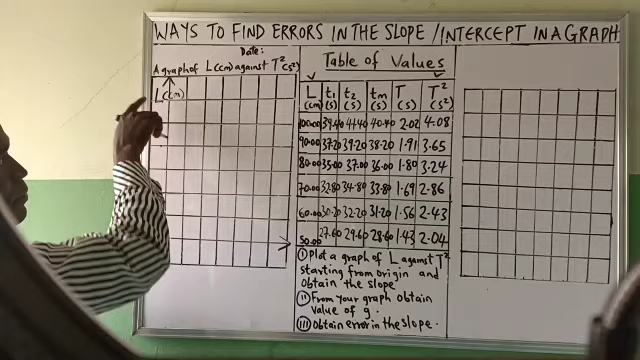 WAYS TO FIND ERRORS IN THE SLOPE /INTERCEPT IN A GRAPH
Date:
A graph of L(cm) against T²(s²)
L(cm)
Table of Values
L (cm) t₁ (s) t₂ (s) tm (s) T (s) T² (s²)
100.00 39.40 41.40 40.40 2.02 4.08
90.00 37.20 39.20 38.20 1.91 3.65
80.00 35.00 37.00 36.00 1.80 3.24
70.00 32.80 34.80 33.80 1.69 2.86
60.00 30.20 32.20 31.20 1.56 2.43
50.00 27.60 29.60 28.60 1.43 2.04
(i) Plot a graph of L against T²
starting from origin and
obtain the slope
(ii) From your graph obtain
value of g.
(iii) Obtain error in the slope.